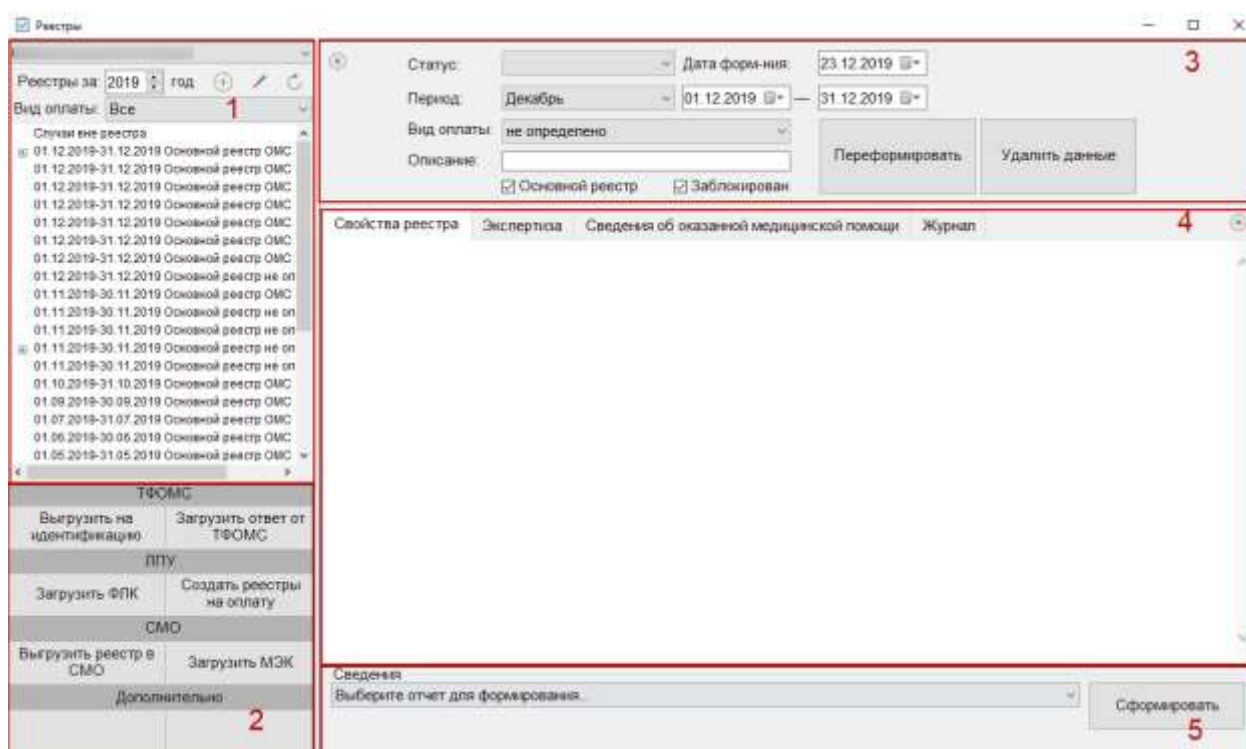 Реестры
Реестры за: 2019 год
1
Вид оплаты: Все
Случаи вне реестра
01.12.2019-31.12.2019 Основной реестр ОМС
01.12.2019-31.12.2019 Основной реестр ОМС
01.12.2019-31.12.2019 Основной реестр ОМС
01.12.2019-31.12.2019 Основной реестр ОМС
01.12.2019-31.12.2019 Основной реестр ОМС
01.12.2019-31.12.2019 Основной реестр ОМС
01.12.2019-31.12.2019 Основной реестр ОМС
01.12.2019-31.12.2019 Основной реестр не оп
01.11.2019-30.11.2019 Основной реестр ОМС
01.11.2019-30.11.2019 Основной реестр не оп
01.11.2019-30.11.2019 Основной реестр не оп
01.11.2019-30.11.2019 Основной реестр не оп
01.11.2019-30.11.2019 Основной реестр не оп
01.10.2019-31.10.2019 Основной реестр ОМС
01.09.2019-30.09.2019 Основной реестр ОМС
01.07.2019-31.07.2019 Основной реестр ОМС
01.06.2019-30.06.2019 Основной реестр ОМС
01.05.2019-31.05.2019 Основной реестр ОМС
ТФОМС
Выгрузить на идентификацию
Загрузить ответ от ТФОМС
ЛПУ
Загрузить ФЛК
Создать реестры на оплату
СМО
Выгрузить реестр в СМО
Загрузить МЭК
Дополнительно
2
Статус: Дата форм-ния: 23.12.2019
3
Период: Декабрь 01.12.2019 — 31.12.2019
Вид оплаты: не определено
Описание:
Основной реестр Заблокирован
Переформировать Удалить данные
Свойства реестра Экспертиза Сведения об оказанной медицинской помощи Журнал
4
Сведения
Выберите отчет для формирования...
Сформировать
5